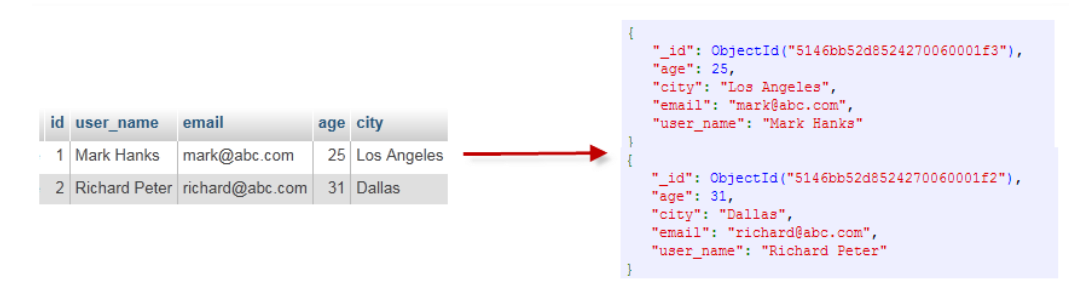 id user_name email age city
1 Mark Hanks mark@abc.com 25 Los Angeles
2 Richard Peter richard@abc.com 31 Dallas
{
"_id": ObjectId("5146bb52d8524270060001f3"),
"age": 25,
"city": "Los Angeles",
"email": "mark@abc.com",
"user_name": "Mark Hanks"
}
{
"_id": ObjectId("5146bb52d8524270060001f2"),
"age": 31,
"city": "Dallas",
"email": "richard@abc.com",
"user_name": "Richard Peter"
}